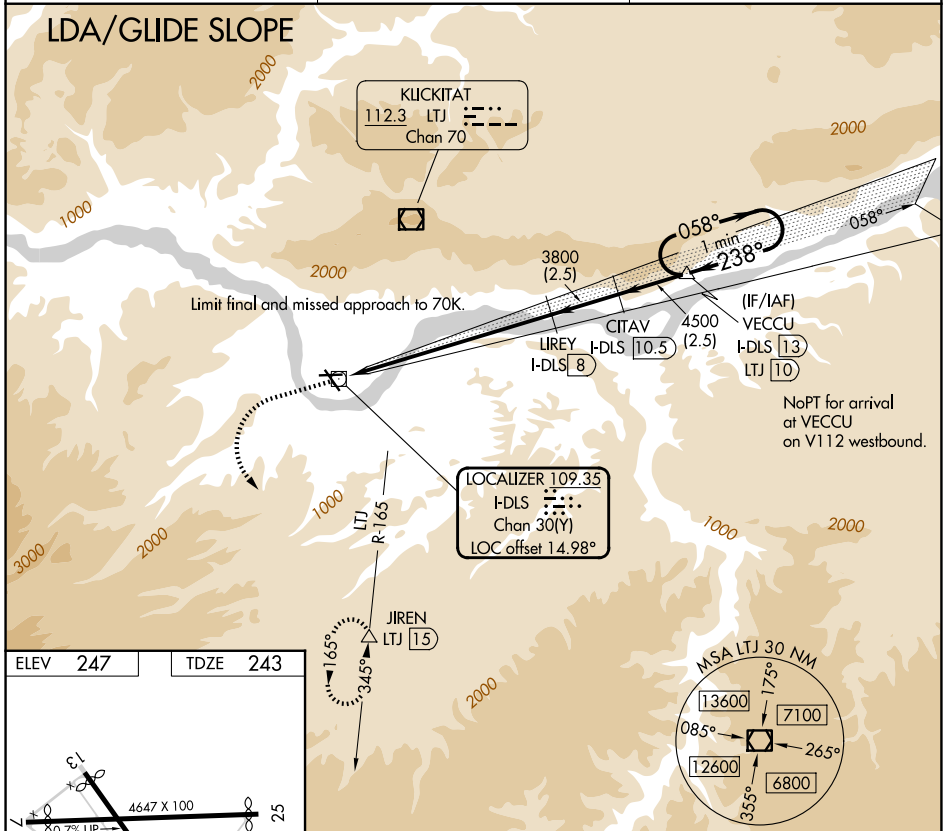 LDA/GLIDE SLOPE
2000
KLICKITAT
112.3 LTJ
Chan 70
2000
1000
2000
058°
1 min
238°
058°
3800
(2.5)
Limit final and missed approach to 70K.
LIREY
I-DLS 8
CITAV
I-DLS 10.5
4500
(2.5)
(IF/IAF)
VECCU
I-DLS 13
LTJ 10
NoPT for arrival
at VECCU
on V112 westbound.
LOCALIZER 109.35
I-DLS
Chan 30(Y)
LOC offset 14.98°
1000
LTJ
R-165
3000
2000
1000
2000
JIREN
LTJ 15
165°
345°
2000
MSA LTJ 30 NM
13600
175°
7100
085°
265°
12600
355°
6800
ELEV 247
TDZE 243
13
4647 X 100
25
7
0.7% UP